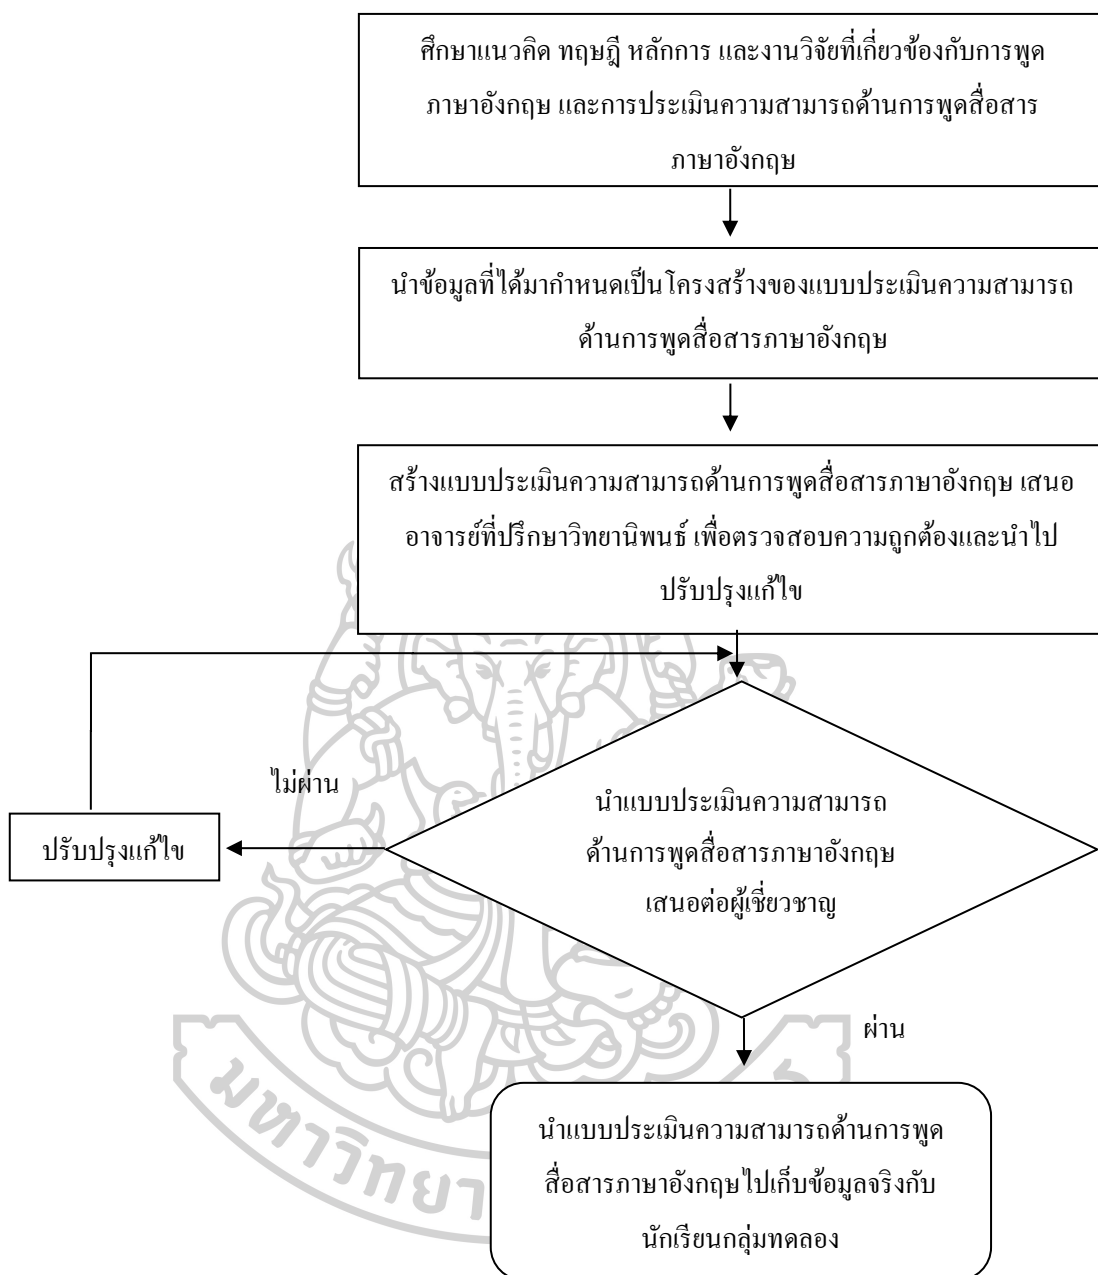 ศึกษาแนวคิด ทฤษฎี หลักการ และงานวิจัยที่เกี่ยวข้องกับการพูด
ภาษาอังกฤษ และการประเมินความสามารถด้านการพูดสื่อสาร
ภาษาอังกฤษ
นำข้อมูลที่ได้มากำหนดเป็นโครงสร้างของแบบประเมินความสามารถ
ด้านการพูดสื่อสารภาษาอังกฤษ
สร้างแบบประเมินความสามารถด้านการพูดสื่อสารภาษาอังกฤษ เสนอ
อาจารย์ที่ปรึกษาวิทยานิพนธ์ เพื่อตรวจสอบความถูกต้องและนำไป
ปรับปรุงแก้ไข
ไม่ผ่าน
นำแบบประเมินความสามารถ
ด้านการพูดสื่อสารภาษาอังกฤษ
เสนอต่อผู้เชี่ยวชาญ
ปรับปรุงแก้ไข
ผ่าน
นำแบบประเมินความสามารถด้านการพูด
สื่อสารภาษาอังกฤษไปเก็บข้อมูลจริงกับ
นักเรียนกลุ่มทดลอง
มหาวิทยา